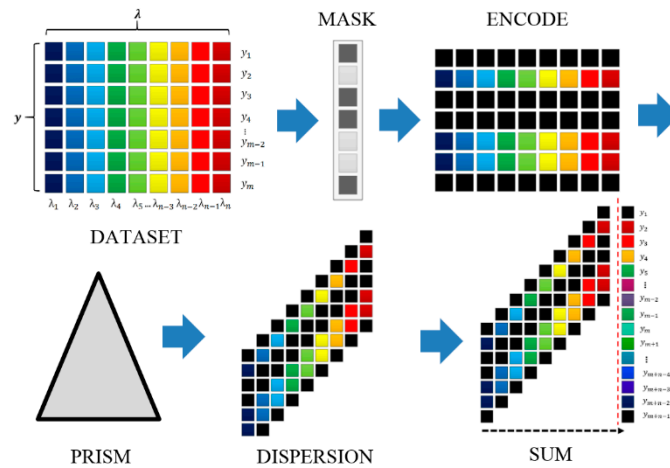 λ
MASK
ENCODE
y
y₁
y₂
y₃
y₄
⋮
yₘ₋₂
yₘ₋₁
yₘ
λ₁ λ₂ λ₃ λ₄ λ₅ ... λₙ₋₃ λₙ₋₂ λₙ₋₁ λₙ
DATASET
y₁
y₂
y₃
y₄
y₅
⋮
yₘ₋₂
yₘ₋₁
yₘ
yₘ₊₁
⋮
yₘ₊ₙ₋₄
yₘ₊ₙ₋₃
yₘ₊ₙ₋₂
yₘ₊ₙ₋₁
PRISM
DISPERSION
SUM